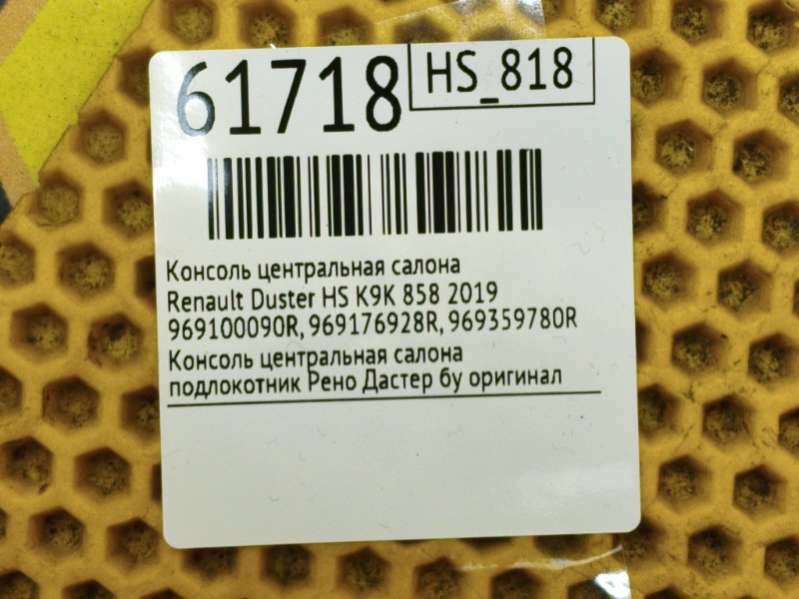 61718
HS_818
Консоль центральная салона
Renault Duster HS K9K 858 2019
969100090R, 969176928R, 969359780R
Консоль центральная салона
подлокотник Рено Дастер бу оригинал